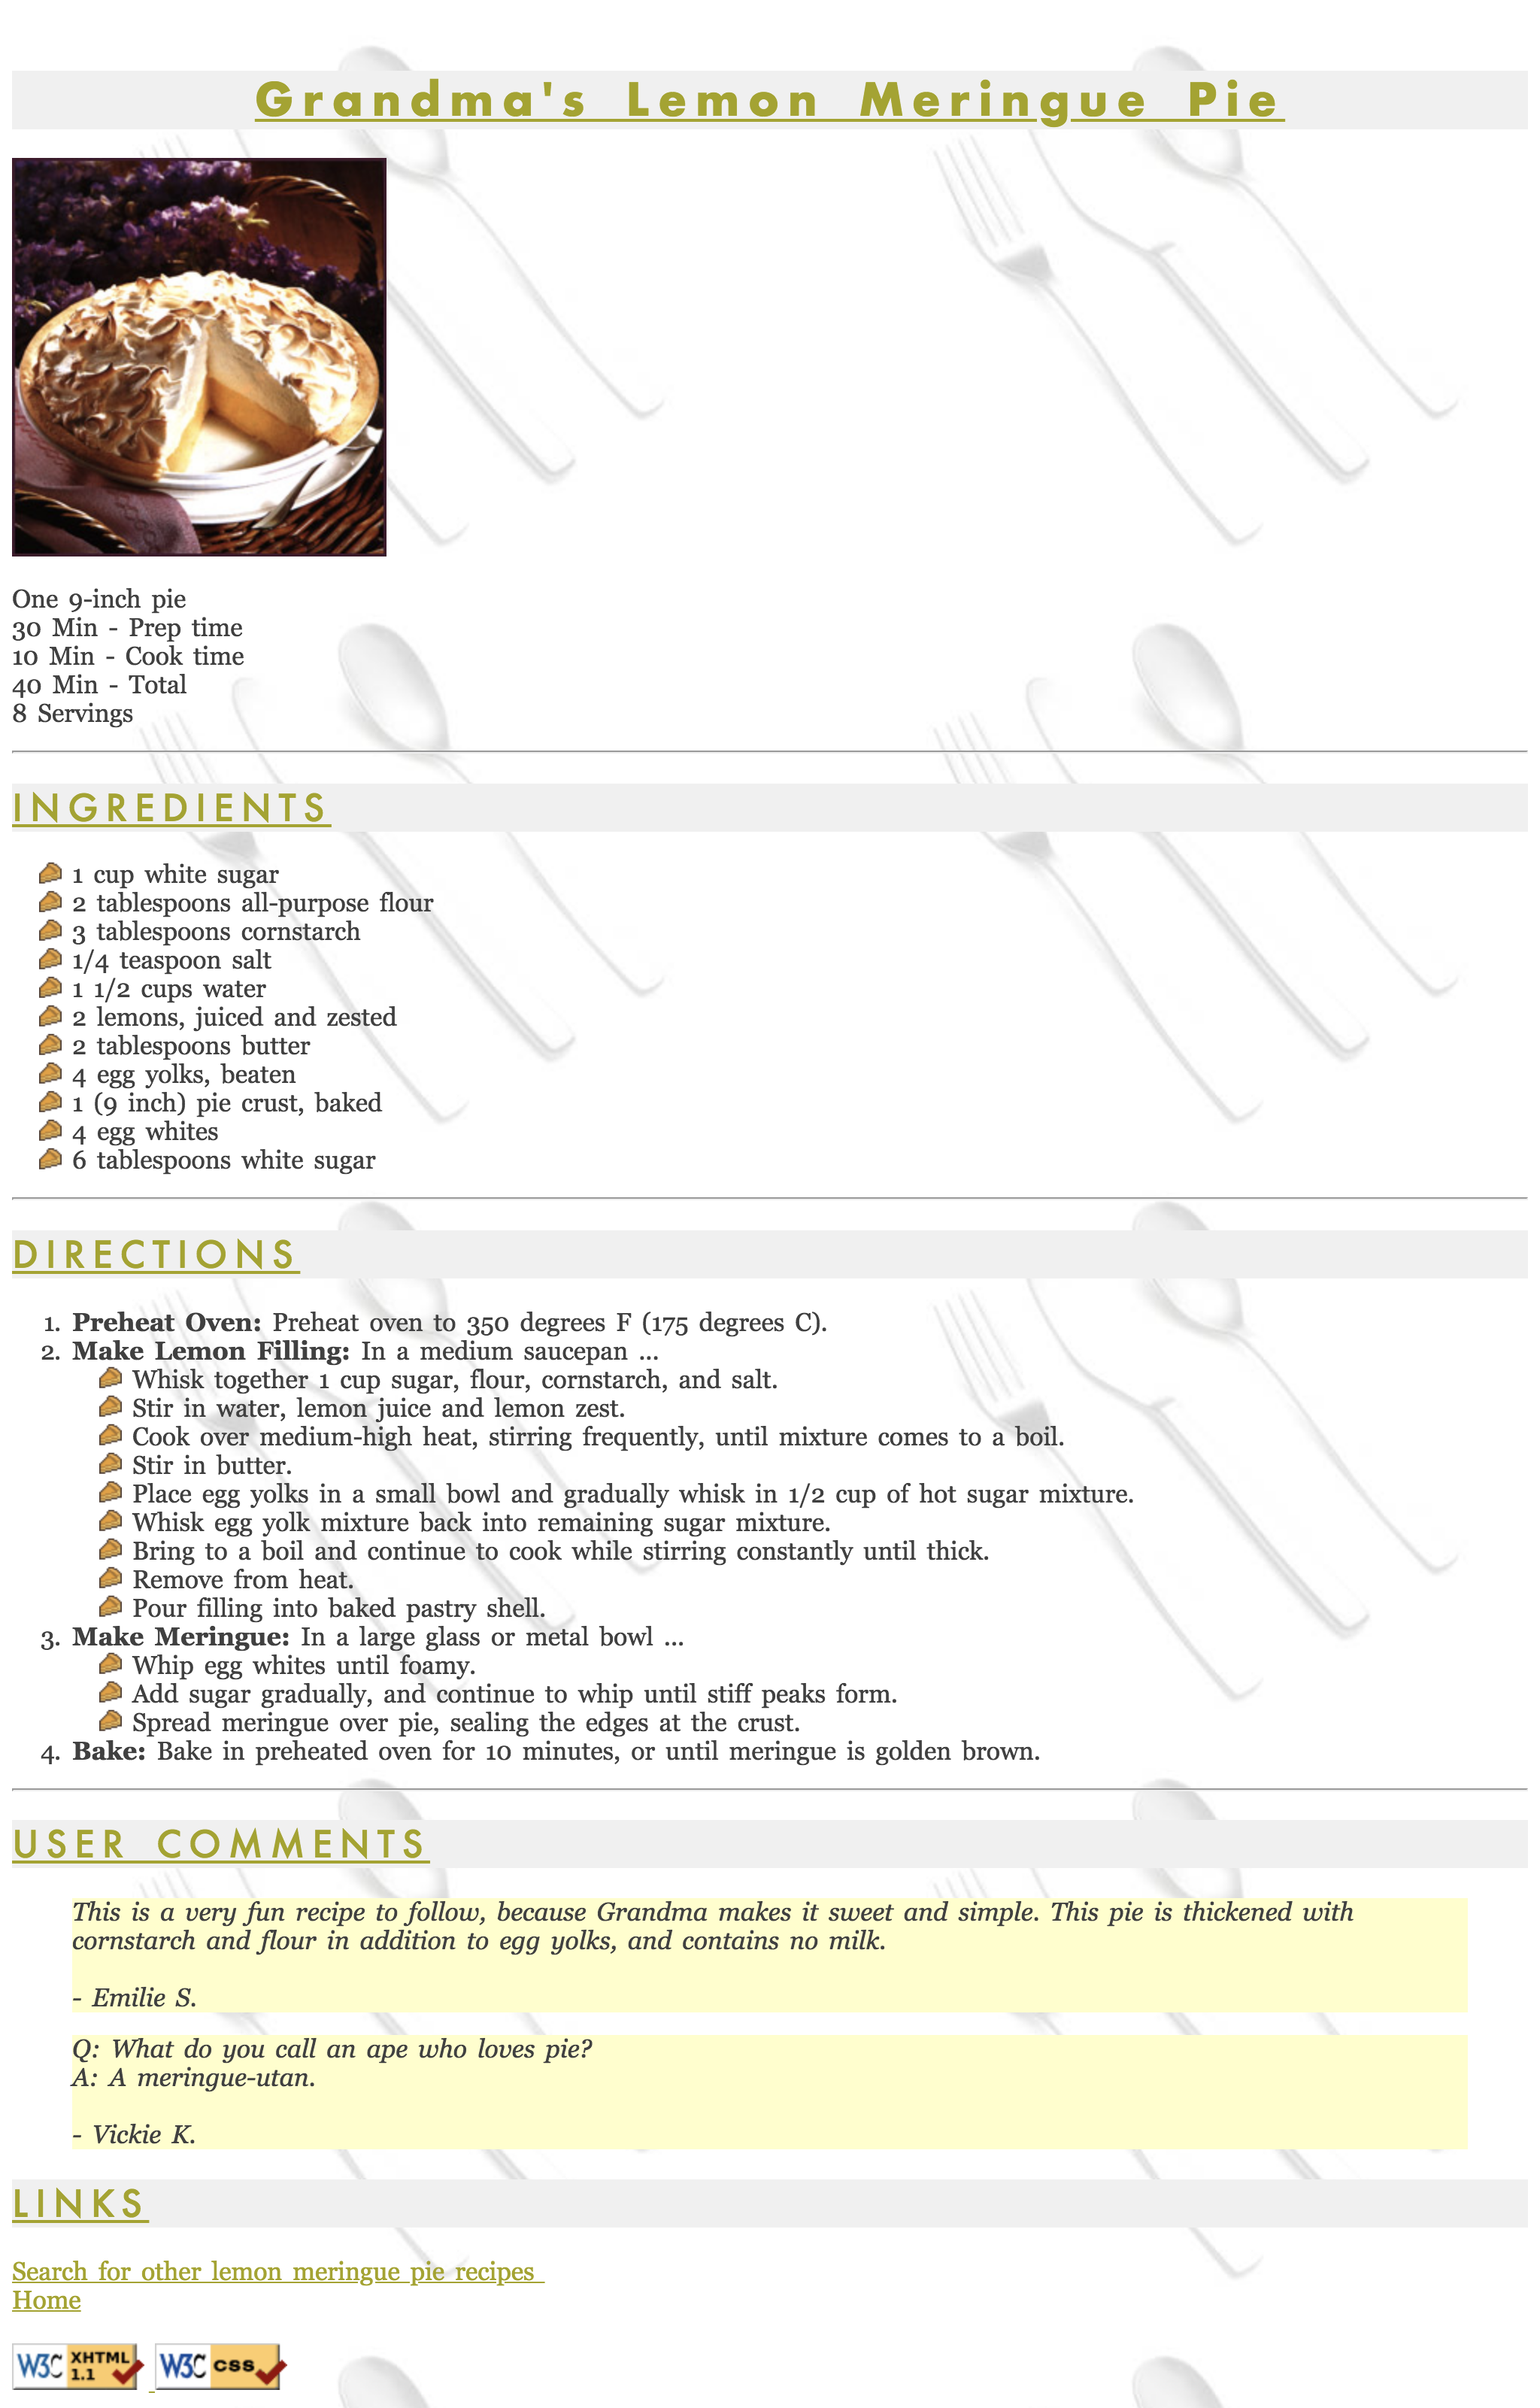 Grandma's Lemon Meringue Pie
One 9-inch pie
30 Min - Prep time
10 Min - Cook time
40 Min - Total
8 Servings
INGREDIENTS
1 cup white sugar
2 tablespoons all-purpose flour
3 tablespoons cornstarch
1/4 teaspoon salt
1 1/2 cups water
2 lemons, juiced and zested
2 tablespoons butter
4 egg yolks, beaten
1 (9 inch) pie crust, baked
4 egg whites
6 tablespoons white sugar
DIRECTIONS
1. Preheat Oven: Preheat oven to 350 degrees F (175 degrees C).
2. Make Lemon Filling: In a medium saucepan ...
Whisk together 1 cup sugar, flour, cornstarch, and salt.
Stir in water, lemon juice and lemon zest.
Cook over medium-high heat, stirring frequently, until mixture comes to a boil.
Stir in butter.
Place egg yolks in a small bowl and gradually whisk in 1/2 cup of hot sugar mixture.
Whisk egg yolk mixture back into remaining sugar mixture.
Bring to a boil and continue to cook while stirring constantly until thick.
Remove from heat.
Pour filling into baked pastry shell.
3. Make Meringue: In a large glass or metal bowl ...
Whip egg whites until foamy.
Add sugar gradually, and continue to whip until stiff peaks form.
Spread meringue over pie, sealing the edges at the crust.
4. Bake: Bake in preheated oven for 10 minutes, or until meringue is golden brown.
USER COMMENTS
This is a very fun recipe to follow, because Grandma makes it sweet and simple. This pie is thickened with
cornstarch and flour in addition to egg yolks, and contains no milk.
- Emilie S.
Q: What do you call an ape who loves pie?
A: A meringue-utan.
- Vickie K.
LINKS
Search for other lemon meringue pie recipes
Home
W3C XHTML 1.1 W3C CSS